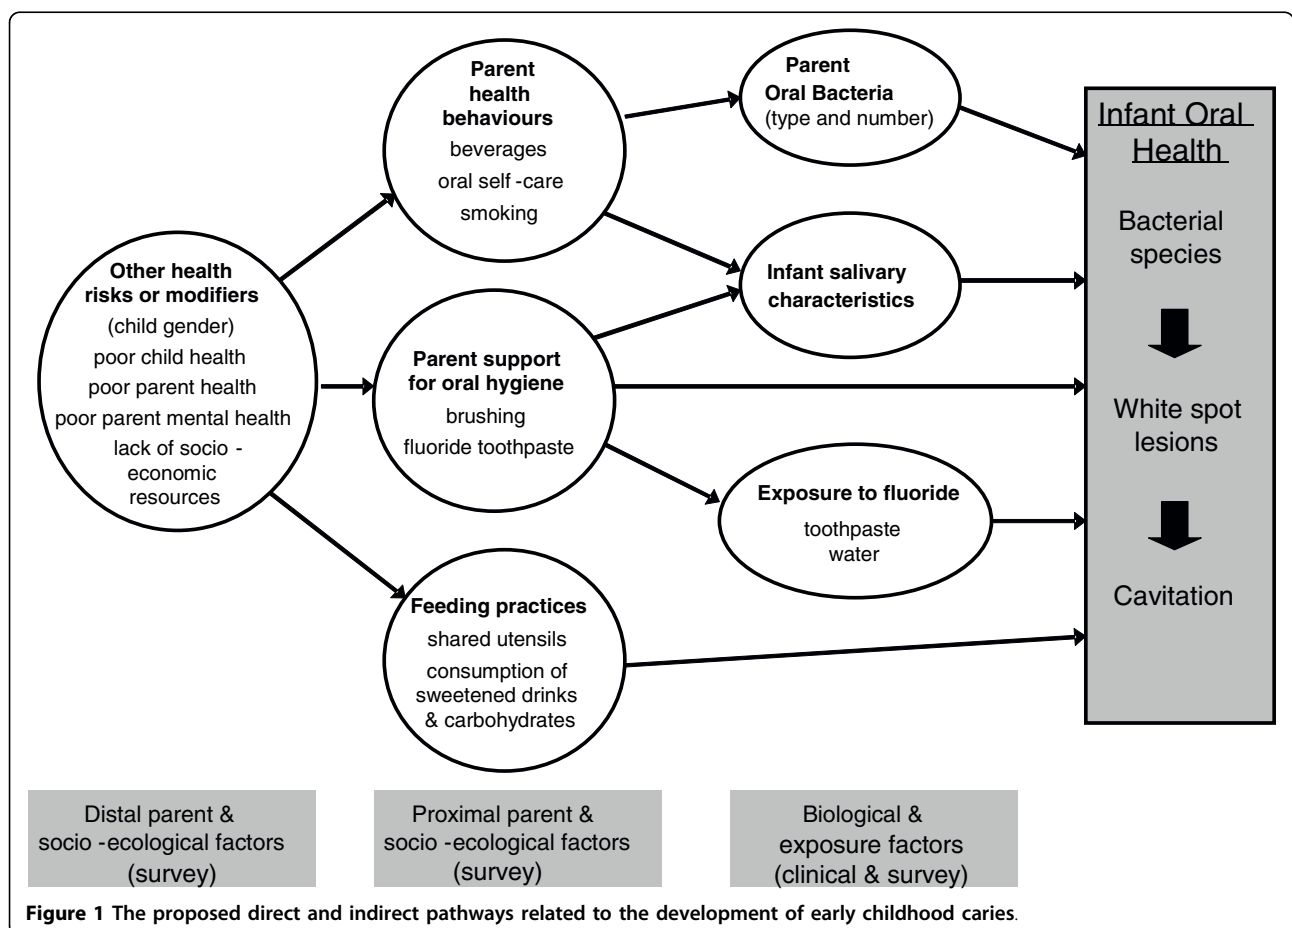 Other health
risks or modifiers
(child gender)
poor child health
poor parent health
poor parent mental health
lack of socio -
economic
resources
Parent
health
behaviours
beverages
oral self -care
smoking
Parent support
for oral hygiene
brushing
fluoride toothpaste
Feeding practices
shared utensils
consumption of
sweetened drinks
& carbohydrates
Parent
Oral Bacteria
(type and number)
Infant salivary
characteristics
Exposure to fluoride
toothpaste
water
Infant Oral
Health
Bacterial
species
White spot
lesions
Cavitation
Distal parent &
socio -ecological factors
(survey)
Proximal parent &
socio -ecological factors
(survey)
Biological &
exposure factors
(clinical & survey)
Figure 1 The proposed direct and indirect pathways related to the development of early childhood caries.